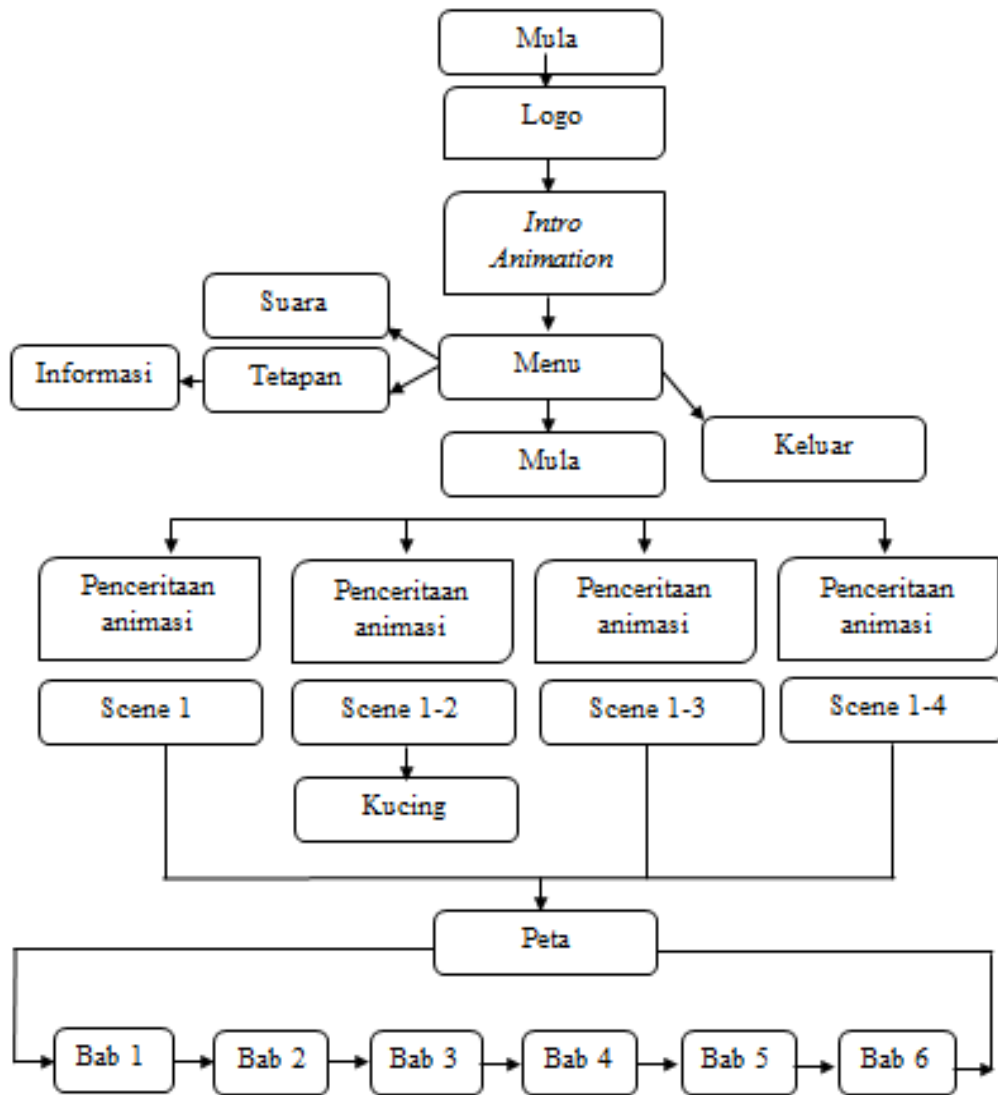 Mula
Logo
Intro
Animation
Suara
Informasi
Tetapan
Menu
Mula
Keluar
Penceritaan
animasi
Penceritaan
animasi
Penceritaan
animasi
Penceritaan
animasi
Scene 1
Scene 1-2
Scene 1-3
Scene 1-4
Kucing
Peta
Bab 1
Bab 2
Bab 3
Bab 4
Bab 5
Bab 6